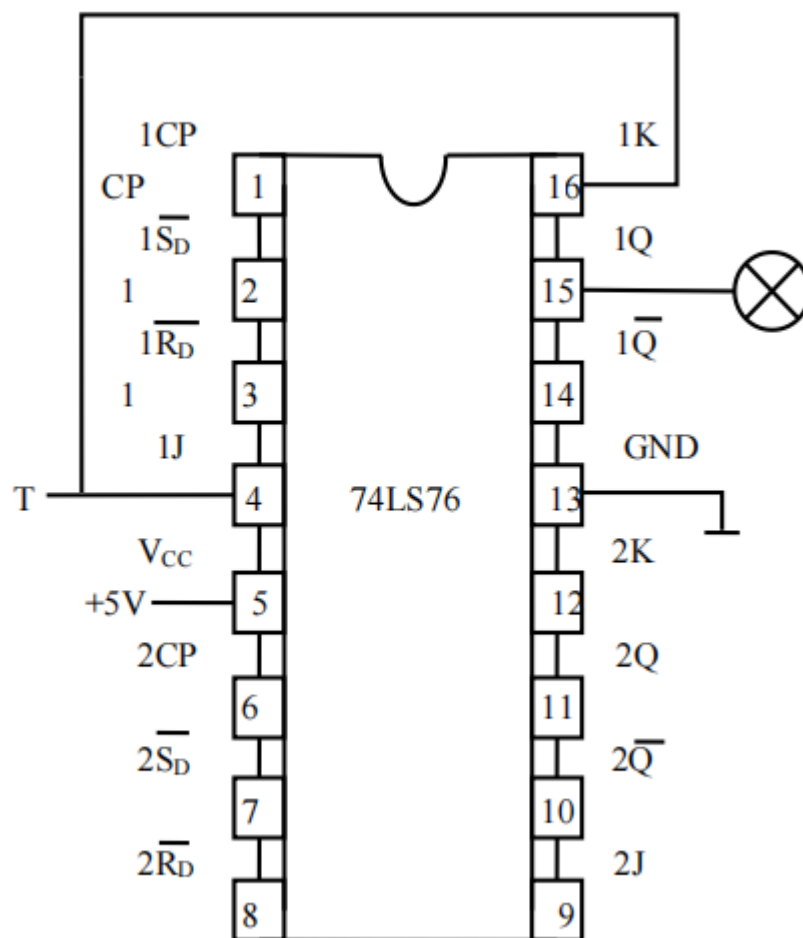 1CP 1K
CP 1 16
1S̅D̅ 1Q
1 2 15
1R̅D̅ 1Q̅
1 3 14
1J GND
T 4 74LS76 13
VCC 2K
+5V 5 12
2CP 2Q
6 11
2S̅D̅ 2Q̅
7 10
2R̅D̅ 2J
8 9